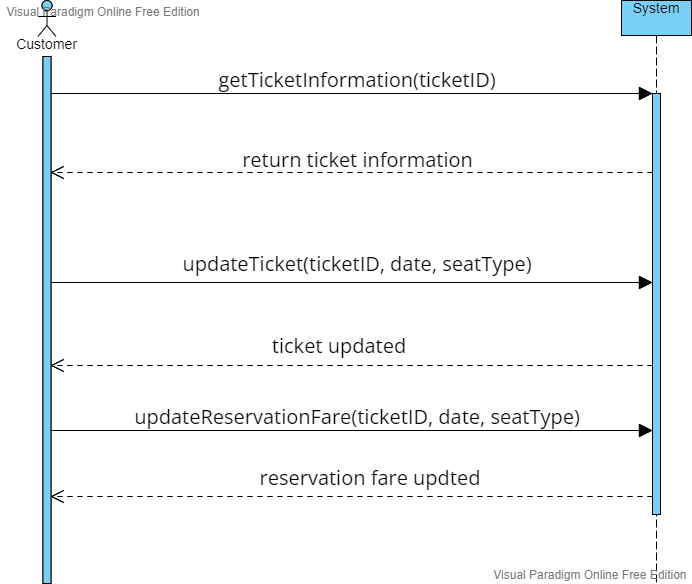 Visual Paradigm Online Free Edition
System
Customer
getTicketInformation(ticketID)
return ticket information
updateTicket(ticketID, date, seatType)
ticket updated
updateReservationFare(ticketID, date, seatType)
reservation fare updted
Visual Paradigm Online Free Edition